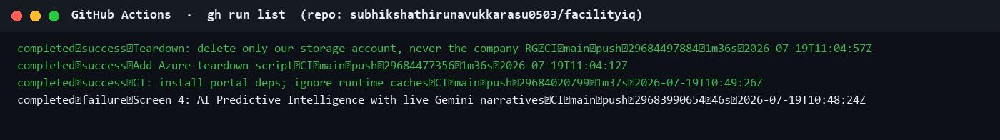 GitHub Actions · gh run list (repo: subhikshathirunavukkarasu0503/facilityiq)
completed␉success␉Teardown: delete only our storage account, never the company RG␉CI␉main␉push␉29684497884␉1m36s␉2026-07-19T11:04:57Z
completed␉success␉Add Azure teardown script␉CI␉main␉push␉29684477356␉1m36s␉2026-07-19T11:04:12Z
completed␉success␉CI: install portal deps; ignore runtime caches␉CI␉main␉push␉29684020799␉1m37s␉2026-07-19T10:49:26Z
completed␉failure␉Screen 4: AI Predictive Intelligence with live Gemini narratives␉CI␉main␉push␉29683990654␉46s␉2026-07-19T10:48:24Z